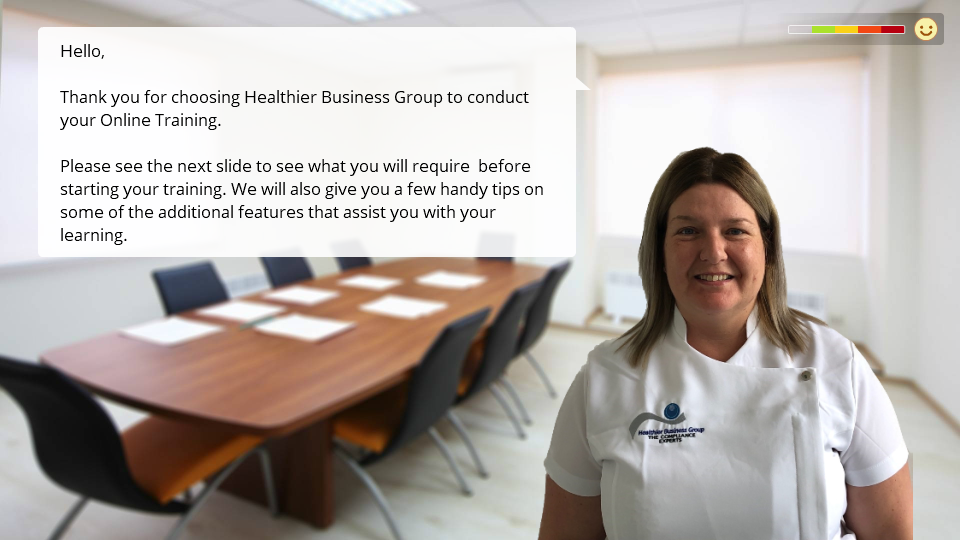 Hello,
Thank you for choosing Healthier Business Group to conduct
your Online Training.
Please see the next slide to see what you will require  before
starting your training. We will also give you a few handy tips on
some of the additional features that assist you with your
learning.
Healthier Business Group
THE COMPLIANCE
EXPERTS